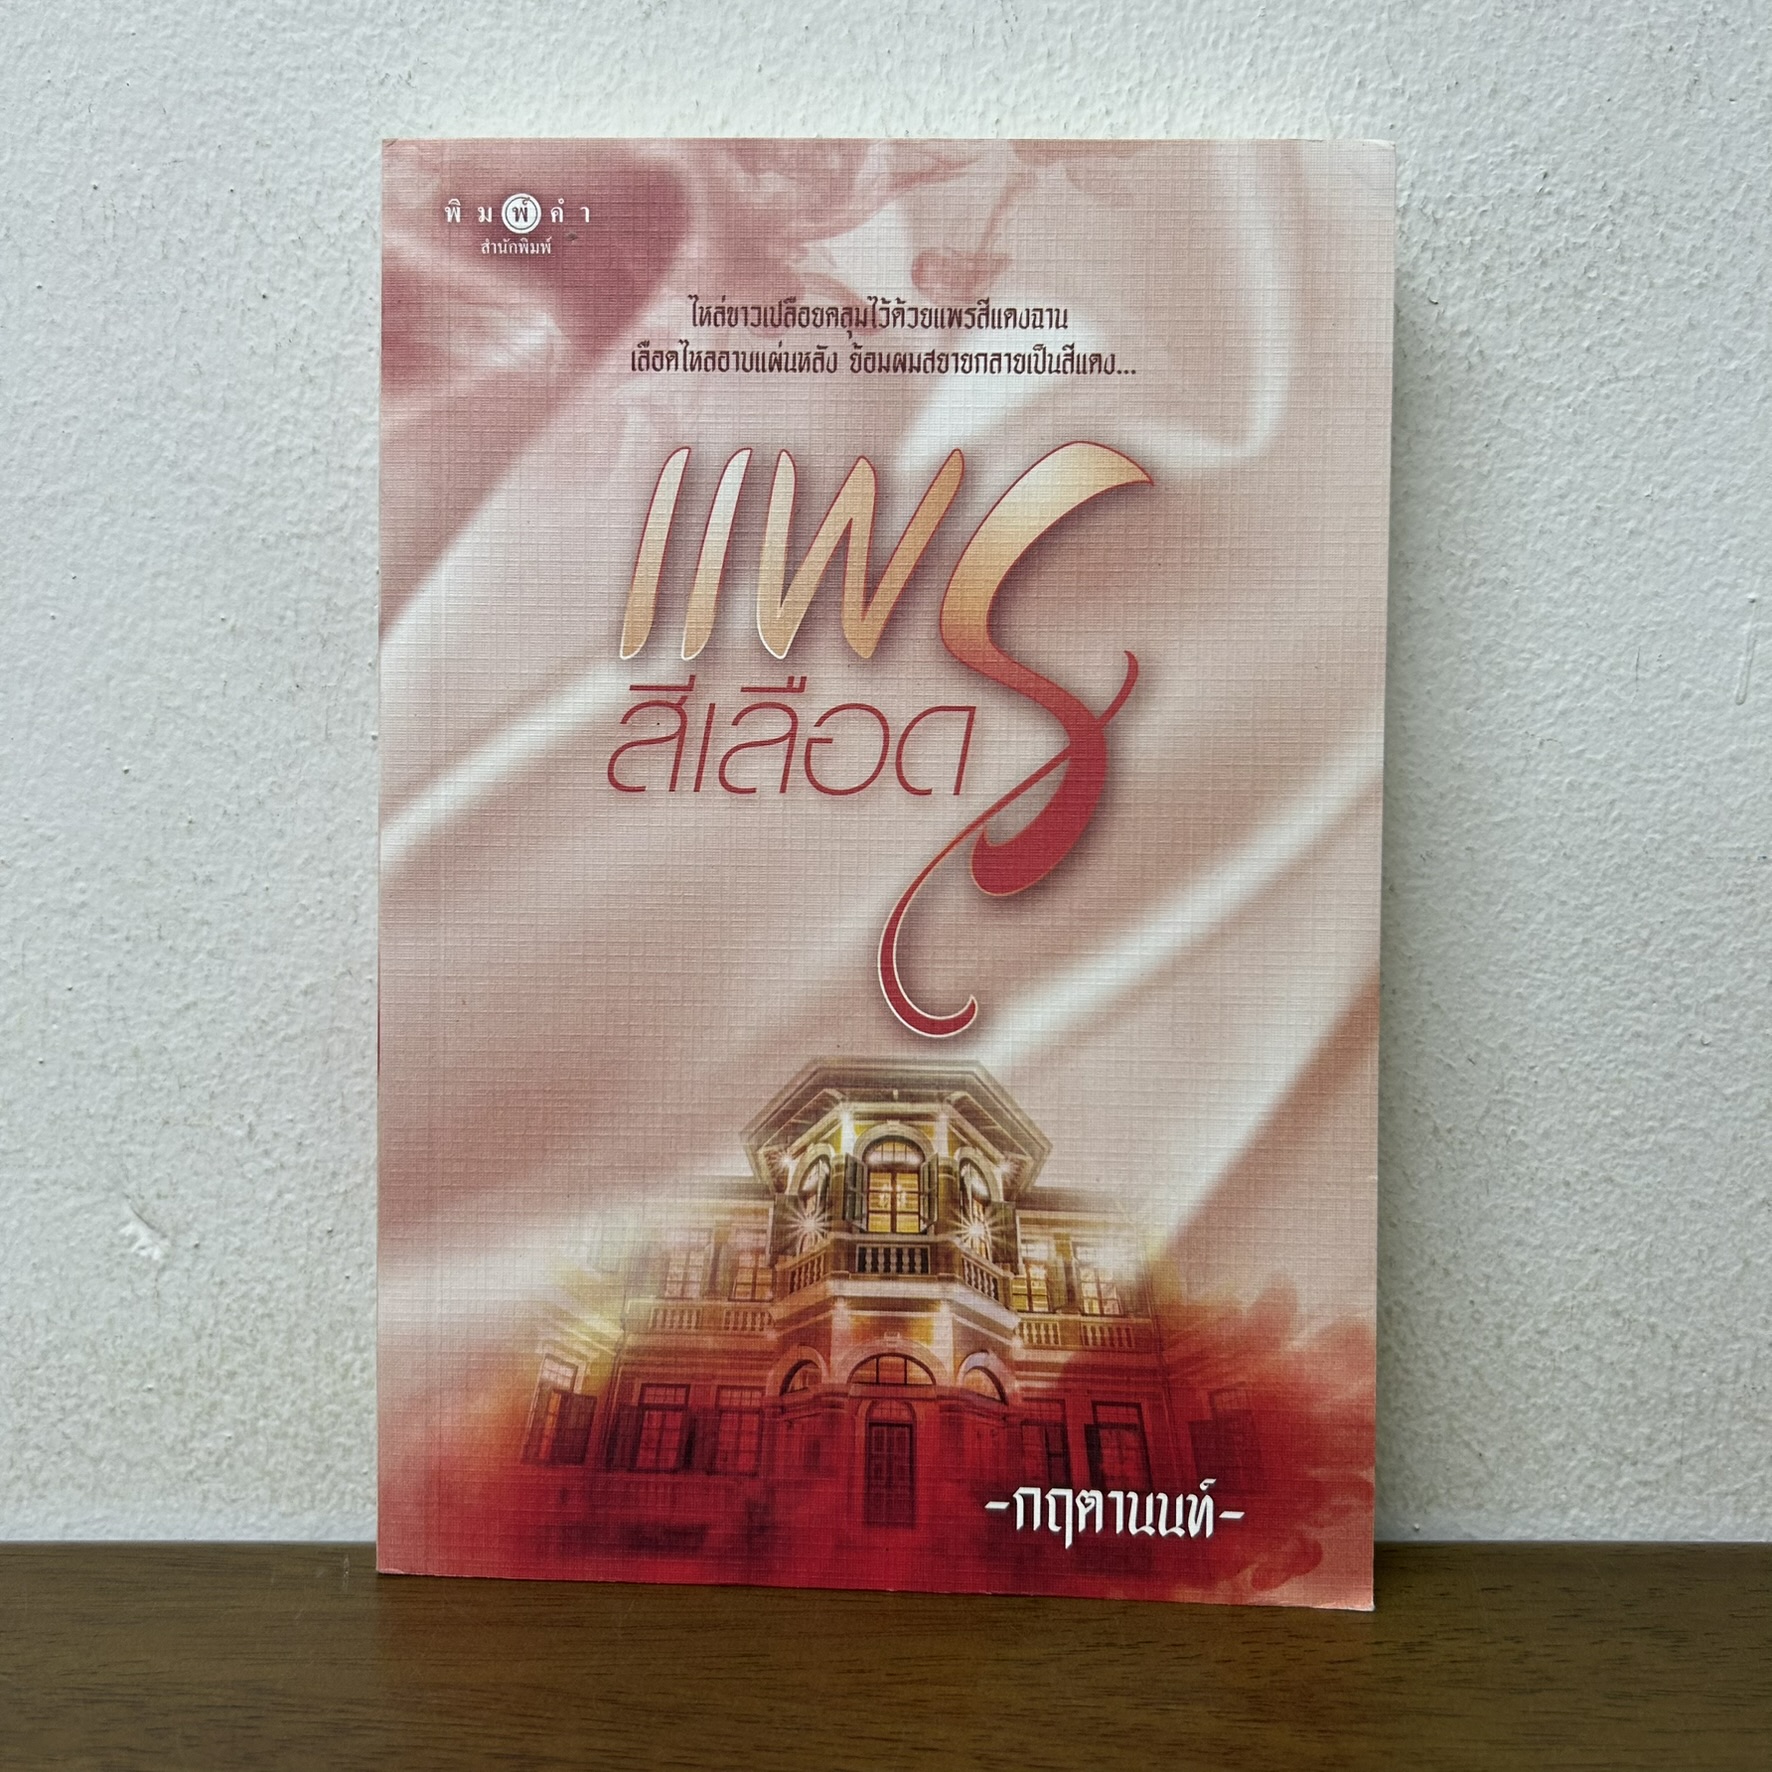 พิมพ์คำ
สำนักพิมพ์
ไหล่ขาวเปลือยคลุมไว้ด้วยแพรสีแดงฉาน
เลือดไหลอาบแผ่นหลัง ย้อมผมสยายกลายเป็นสีแดง...
แพร
สีเลือด
-กฤตานนท์-